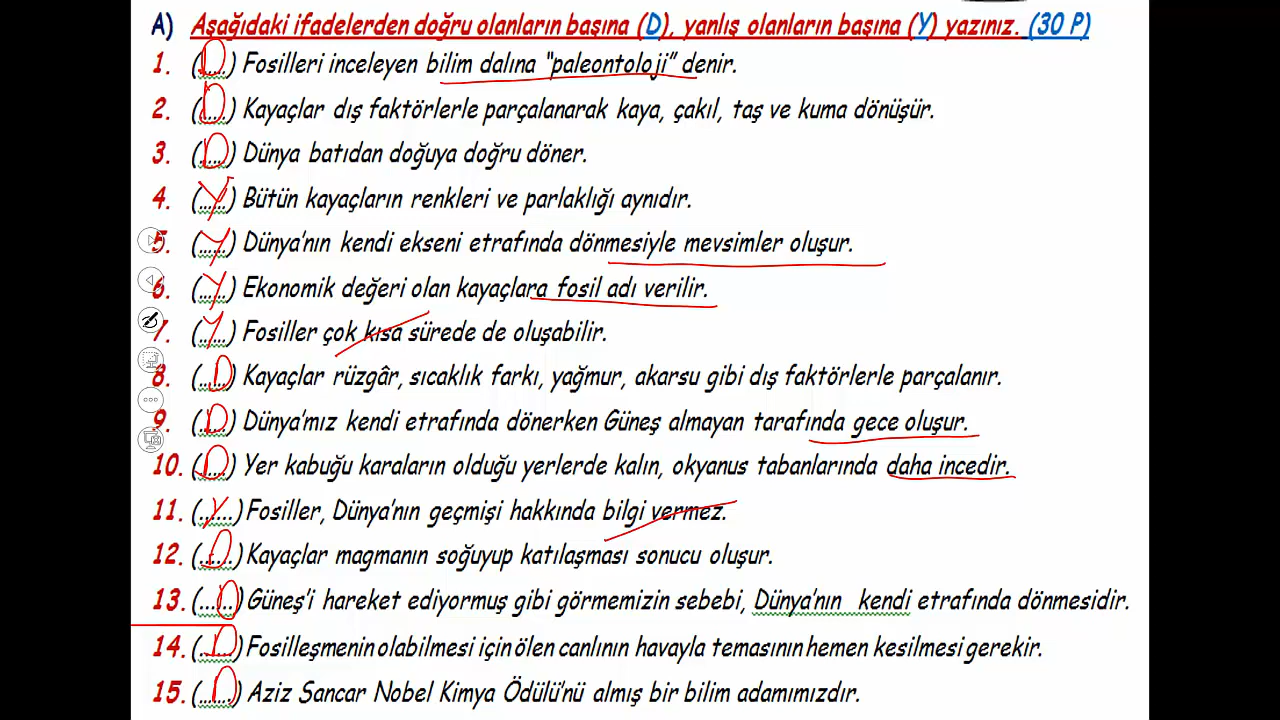 A) Aşağıdaki ifadelerden doğru olanların başına (D), yanlış olanların başına (Y) yazınız. (30 P)
1. (D) Fosilleri inceleyen bilim dalına “paleontoloji” denir.
2. (D) Kayaçlar dış faktörlerle parçalanarak kaya, çakıl, taş ve kuma dönüşür.
3. (D) Dünya batıdan doğuya doğru döner.
4. (Y) Bütün kayaçların renkleri ve parlaklığı aynıdır.
5. (Y) Dünya’nın kendi ekseni etrafında dönmesiyle mevsimler oluşur.
6. (Y) Ekonomik değeri olan kayaçlara fosil adı verilir.
7. (Y) Fosiller çok kısa sürede de oluşabilir.
8. (D) Kayaçlar rüzgâr, sıcaklık farkı, yağmur, akarsu gibi dış faktörlerle parçalanır.
9. (D) Dünya’mız kendi etrafında dönerken Güneş almayan tarafında gece oluşur.
10. (D) Yer kabuğu karaların olduğu yerlerde kalın, okyanus tabanlarında daha incedir.
11. (Y) Fosiller, Dünya’nın geçmişi hakkında bilgi vermez.
12. (D) Kayaçlar magmanın soğuyup katılaşması sonucu oluşur.
13. (D) Güneş’i hareket ediyormuş gibi görmemizin sebebi, Dünya’nın kendi etrafında dönmesidir.
14. (D) Fosilleşmenin olabilmesi için ölen canlının havayla temasının hemen kesilmesi gerekir.
15. (D) Aziz Sancar Nobel Kimya Ödülü’nü almış bir bilim adamımızdır.